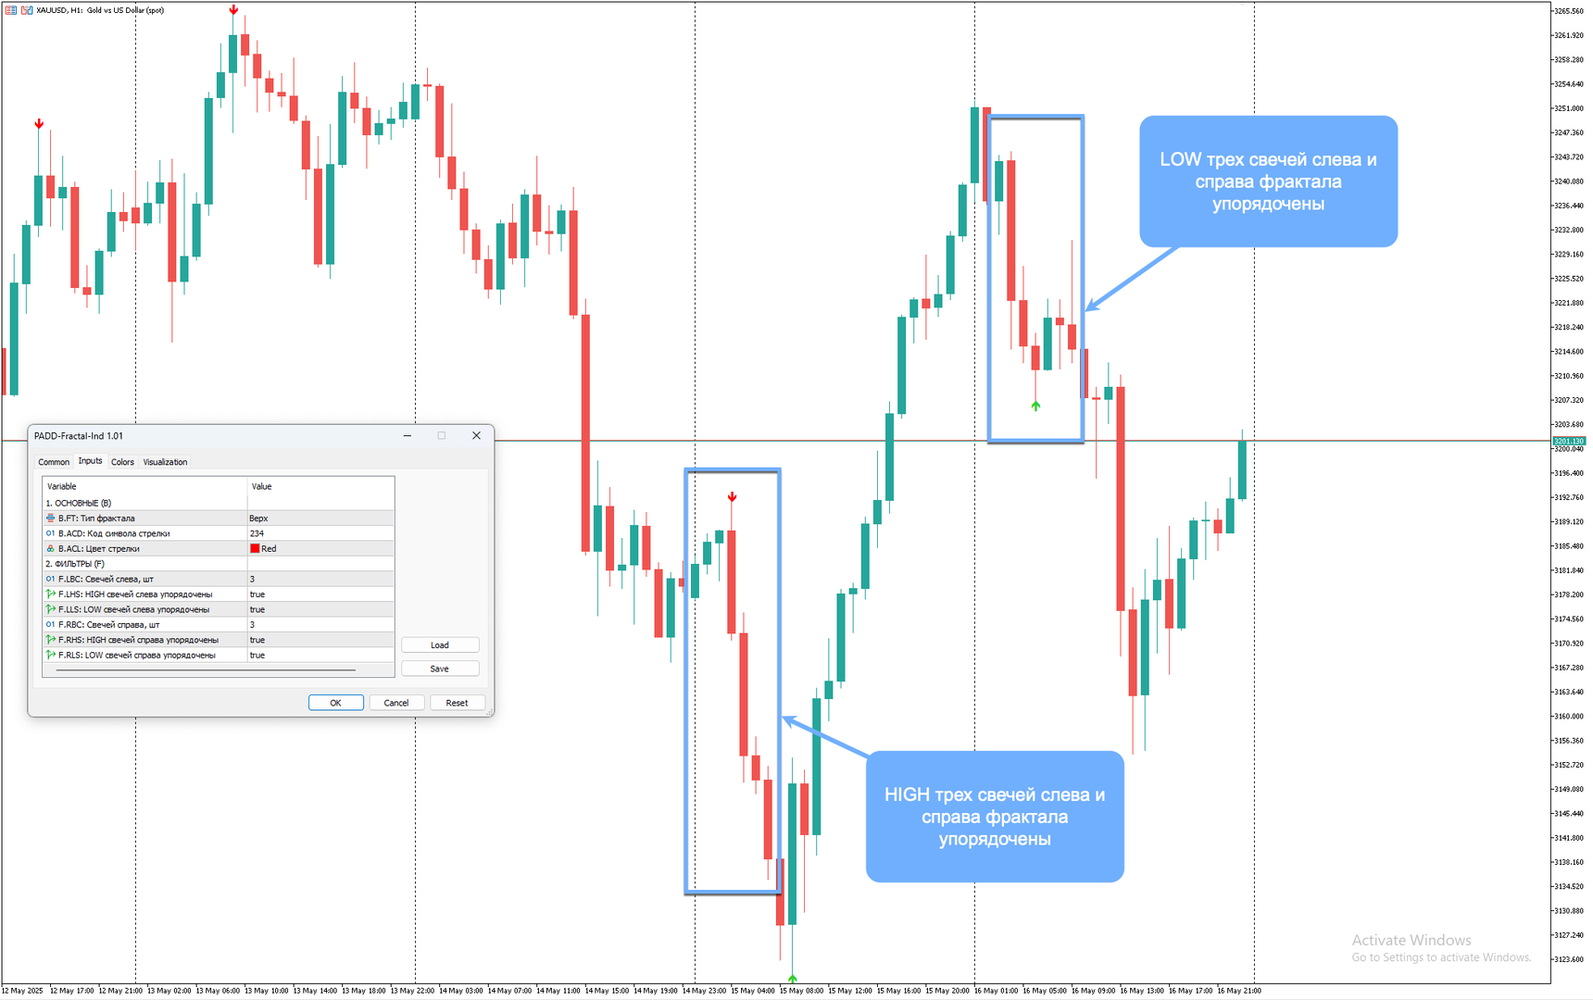 XAUUSD, H1: Gold vs US Dollar (spot)
3265.560
3261.920
3258.280
3254.640
3251.000
3247.360
3243.720
3240.080
3236.440
3232.800
3229.160
3225.520
3221.880
3218.240
3214.600
3210.960
3207.320
3203.680
3201.130
3200.040
3196.400
3192.760
3189.120
3185.480
3181.840
3178.200
3174.560
3170.920
3167.280
3163.640
3160.000
3156.360
3152.720
3149.080
3145.440
3141.800
3138.160
3134.520
3130.880
3127.240
3123.600
LOW трех свечей слева и
справа фрактала
упорядочены
PADD-Fractal-Ind 1.01
Common Inputs Colors Visualization
Variable Value
1. ОСНОВНЫЕ (B)
B.FT: Тип фрактала Верх
01 B.ACD: Код символа стрелки 234
B.ACL: Цвет стрелки Red
2. ФИЛЬТРЫ (F)
01 F.LBC: Свечей слева, шт 3
F.LHS: HIGH свечей слева упорядочены true
F.LLS: LOW свечей слева упорядочены true
01 F.RBC: Свечей справа, шт 3
F.RHS: HIGH свечей справа упорядочены true
F.RLS: LOW свечей справа упорядочены true
Load
Save
OK Cancel Reset
HIGH трех свечей слева и
справа фрактала
упорядочены
Activate Windows
Go to Settings to activate Windows.
12 May 2025 12 May 17:00 12 May 21:00 13 May 02:00 13 May 06:00 13 May 10:00 13 May 14:00 13 May 18:00 13 May 22:00 14 May 03:00 14 May 07:00 14 May 11:00 14 May 15:00 14 May 19:00 14 May 23:00 15 May 04:00 15 May 08:00 15 May 12:00 15 May 16:00 15 May 20:00 16 May 01:00 16 May 05:00 16 May 09:00 16 May 13:00 16 May 17:00 16 May 21:00